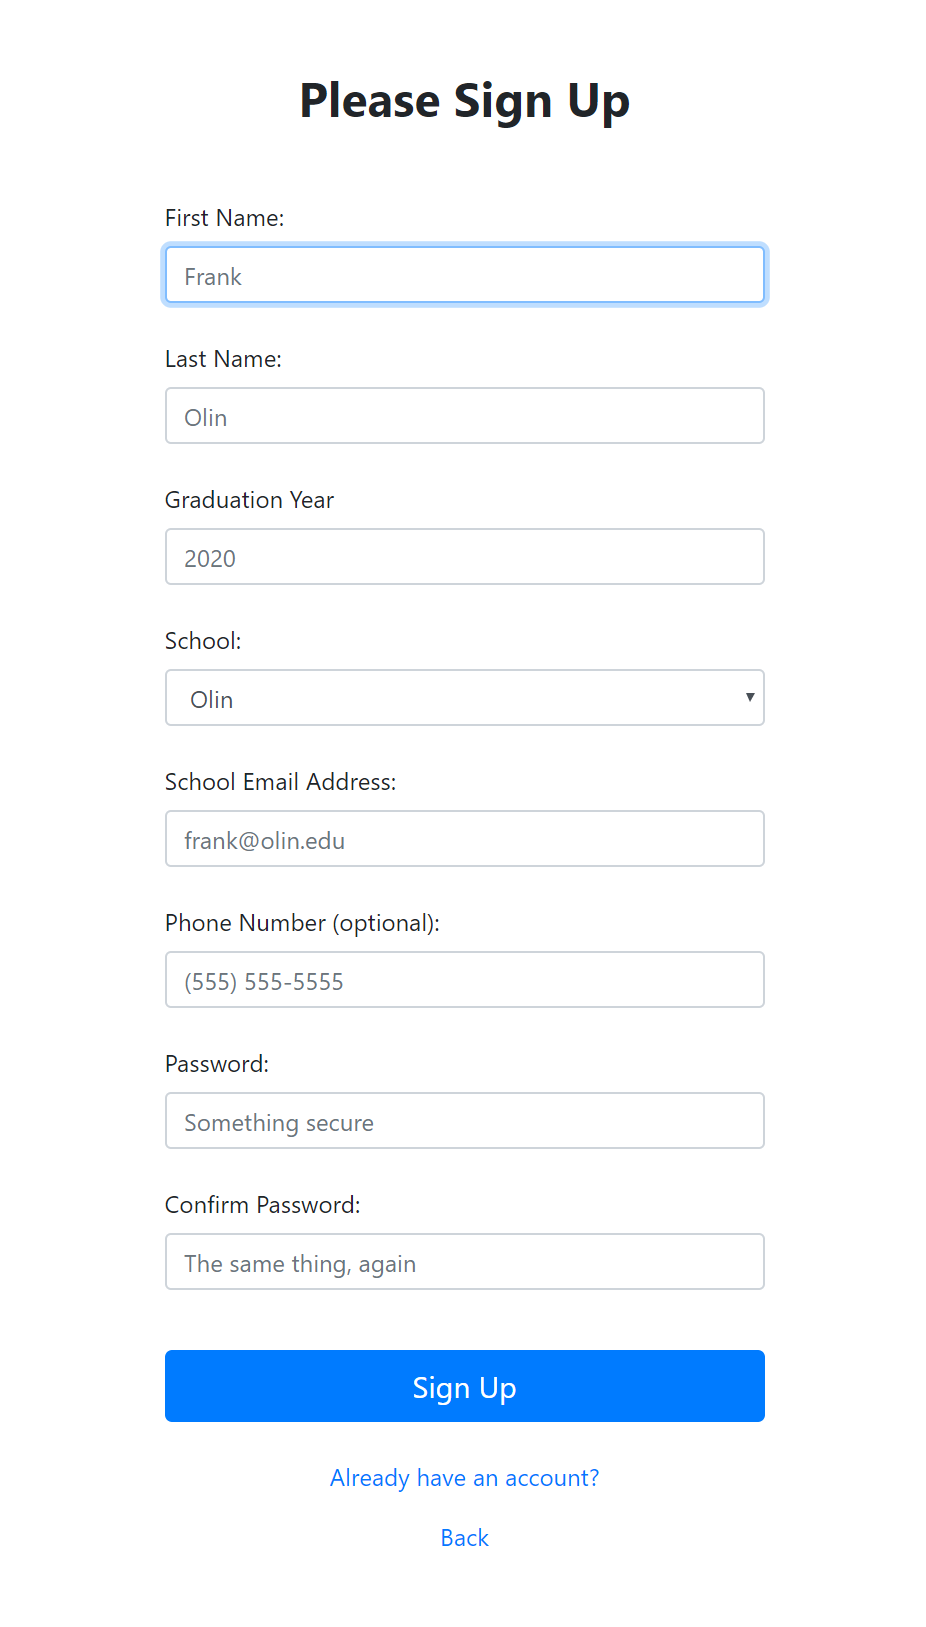 Please Sign Up
First Name:
Frank
Last Name:
Olin
Graduation Year
2020
School:
Olin
School Email Address:
frank@olin.edu
Phone Number (optional):
(555) 555-5555
Password:
Something secure
Confirm Password:
The same thing, again
Sign Up
Already have an account?
Back